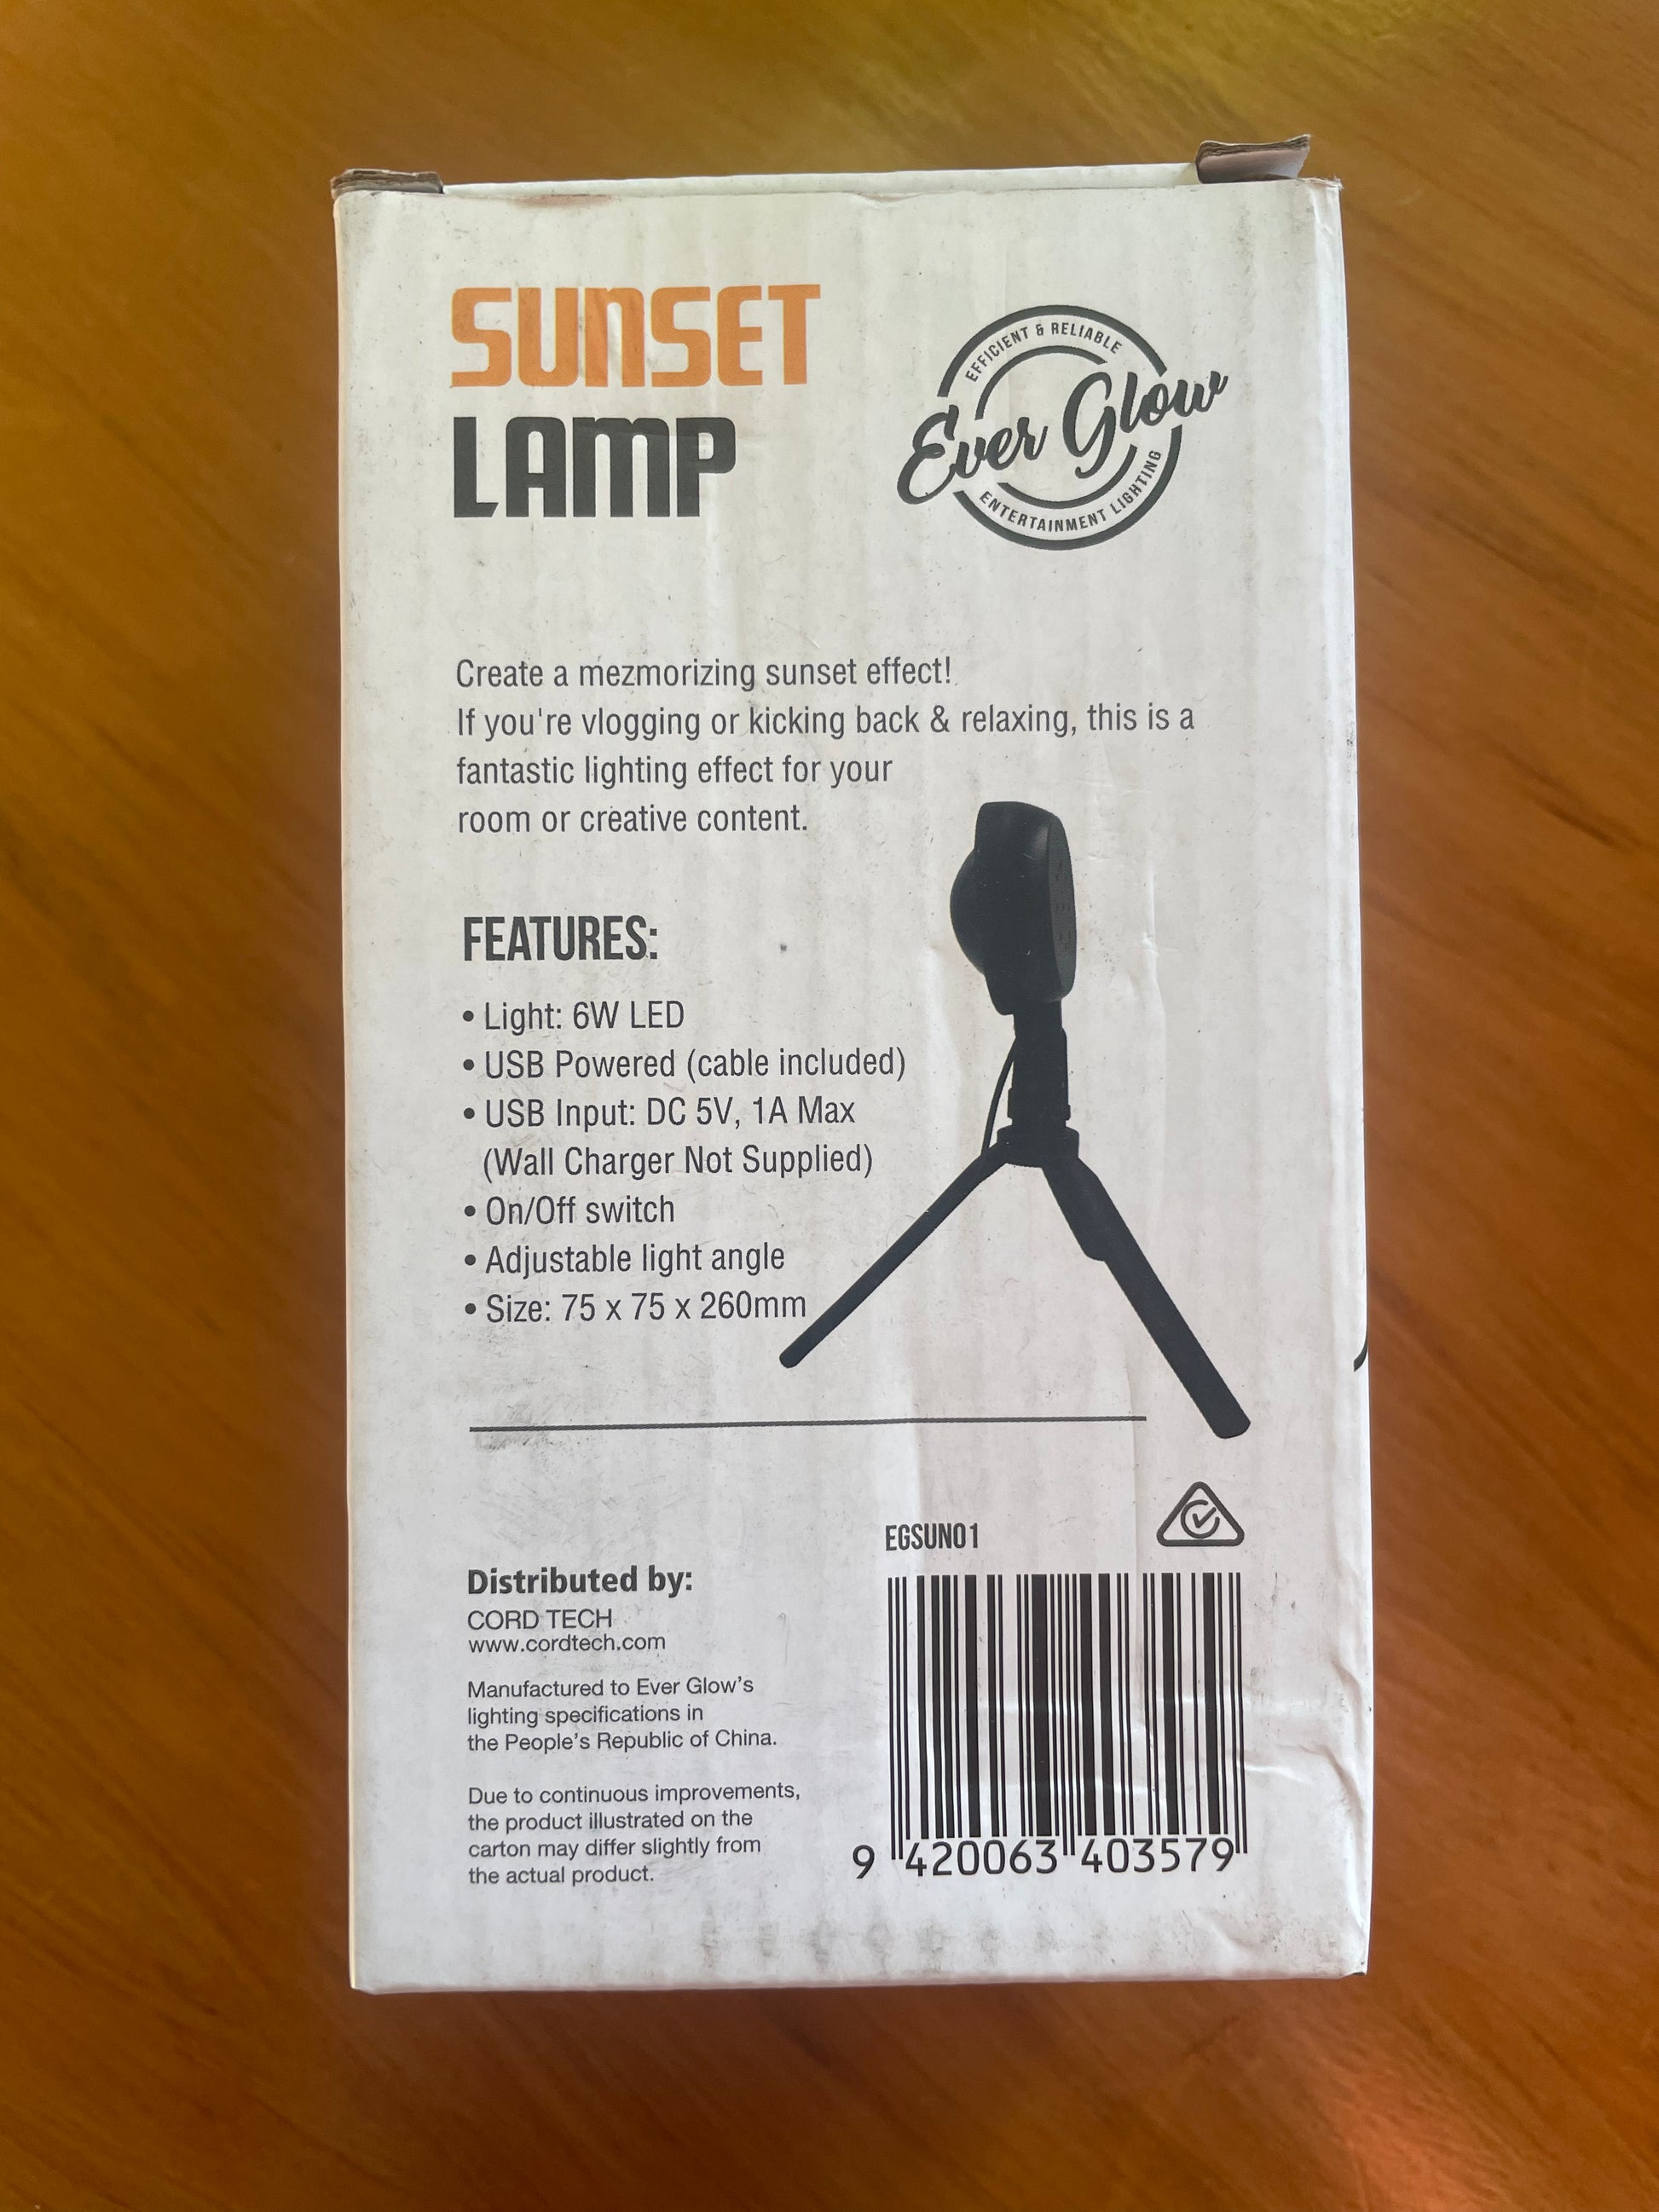 SUNSET
LAMP
EFFICIENT & RELIABLE
Ever Glow
ENTERTAINMENT LIGHTING
Create a mezmorizing sunset effect!
If you're vlogging or kicking back & relaxing, this is a
fantastic lighting effect for your
room or creative content.
FEATURES:
• Light: 6W LED
• USB Powered (cable included)
• USB Input: DC 5V, 1A Max
(Wall Charger Not Supplied)
• On/Off switch
• Adjustable light angle
• Size: 75 x 75 x 260mm
Distributed by:
CORD TECH
www.cordtech.com
Manufactured to Ever Glow’s
lighting specifications in
the People’s Republic of China.
Due to continuous improvements,
the product illustrated on the
carton may differ slightly from
the actual product.
EGSUN01
9 420063 403579